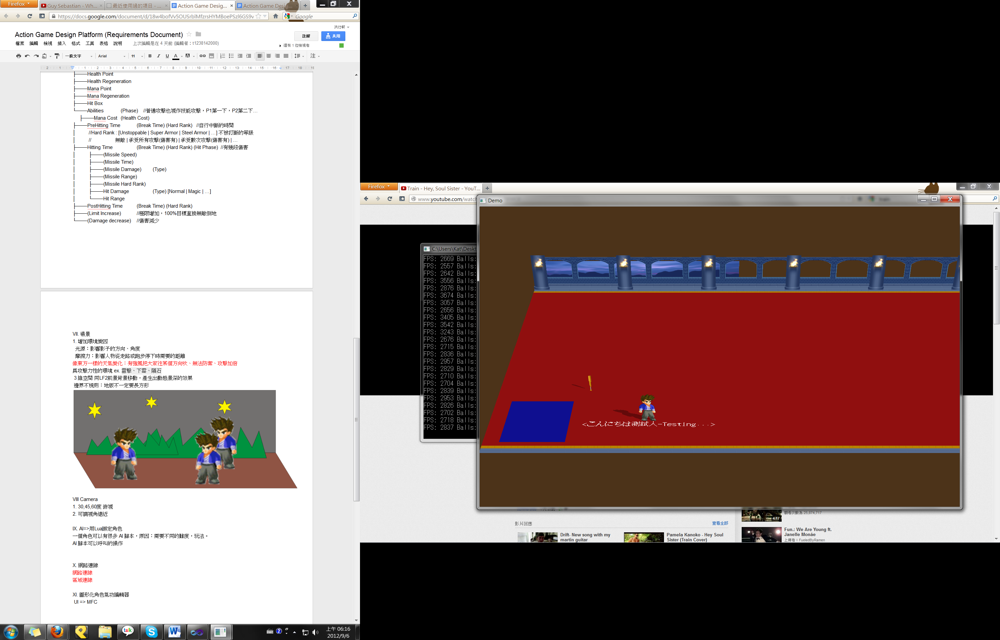 Firefox
Guy Sebastian - Wh...
最近使用過的項目 - ...
Action Game Desig...
Action Game Desig
https://docs.google.com/document/d/18w4bofVv5OUSrblMfzrsHYMBoePSzl6GS9v
Google
洪仕軒
Action Game Design Platform (Requirements Document)
註解
共用
檔案 編輯 檢視 插入 格式 工具 表格 說明 上次編輯是在 4 天前 (編輯者：t1238142000)
還有 1 位檢視者
一般文字 Arial 11 B I U A A 注
2 1 1 2 3 4 5 6 7 8 9 10 11 12 13 14 15 16 17 18 19
├───Health Point
├───Health Regeneration
├───Mana Point
├───Mana Regeneration
├───Hit Box
└───Abilities (Phase) //普通攻擊也視作技能攻擊，P1第一下，P2第二下...
├───Mana Cost (Health Cost)
├───PreHitting Time (Break Time) (Hard Rank) //自行中斷的時間
│ //Hard Rank : [Unstoppable | Super Armor | Steel Armor | ...] 不被打斷的等級
│ // 無敵 | 承受所有攻擊(傷害有) | 承受數次攻擊(傷害有) | ...
├───Hitting Time (Break Time) (Hard Rank) (Hit Phase) //有幾段傷害
│ ├───(Missile Speed)
│ ├───(Missile Time)
│ ├───(Missile Damage) (Type)
│ ├───(Missile Range)
│ ├───(Missile Hard Rank)
│ ├───Hit Damage (Type) [Normal | Magic | ...]
│ └───Hit Range
├───PostHitting Time (Break Time) (Hard Rank)
├───(Limit Increase) //極限增加，100%目標直接無敵倒地
└───(Damage decrease) //傷害減少
VII. 場景
1. 增加環境變因
光源：影響影子的方向、角度
摩擦力：影響人物從走路或跑步停下時需要的距離
像東方一樣的天氣變化：有強風把大家往某個方向吹、無法防禦、攻擊加倍
具攻擊力性的環境 ex. 雷擊、下雪、隕石
3 維空間 同LF2前景背景移動，產生出動態景深的效果
邊界不規則：地版不一定要長方形
VIII Camera
1. 30,45,60度 俯視
2. 可調視角遠近
IX. AI=>用Lua綁定角色
一個角色可以有很多 AI 腳本，原因：需要不同的難度，玩法。
AI 腳本可以呼叫的操作
X. 網路連線
網路連線
區域連線
XI. 圖形化角色氣功編輯器
UI => MFC
talk
上午 06:16
2012/9/6
Firefox
Train - Hey, Soul Sister - YouT...
www.youtube.com/watch
Demo
C:\Users\Kat\Deskt
FPS: 2669 Balls:
FPS: 2557 Balls:
FPS: 2642 Balls:
FPS: 3556 Balls:
FPS: 2876 Balls:
FPS: 3674 Balls:
FPS: 3057 Balls:
FPS: 2656 Balls:
FPS: 3405 Balls:
FPS: 3542 Balls:
FPS: 3243 Balls:
FPS: 2676 Balls:
FPS: 2715 Balls:
FPS: 2836 Balls:
FPS: 2957 Balls:
FPS: 2829 Balls:
FPS: 2710 Balls:
FPS: 2704 Balls:
FPS: 2839 Balls:
FPS: 2953 Balls:
FPS: 2826 Balls:
FPS: 2702 Balls:
FPS: 2718 Balls:
FPS: 2837 Balls:
<こんにちは測試人-Testing...>
影片回應
查看全部
Drift- New song with my
martin guitar
Pamela Kanoko - Hey Soul
Sister (Train Cover)
觀看次數為 25,874,717
4:17
Fun.: We Are Young ft.
Janelle Monáe
上傳者：FueledByRamen